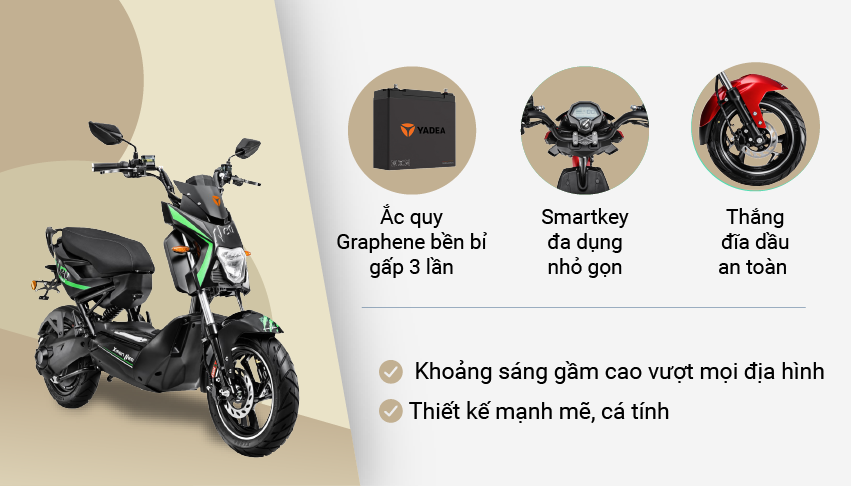 YADEA
Ắc quy
Graphene bền bỉ
gấp 3 lần
Smartkey
đa dụng
nhỏ gọn
Thắng
đĩa dầu
an toàn
Khoảng sáng gầm cao vượt mọi địa hình
Thiết kế mạnh mẽ, cá tính